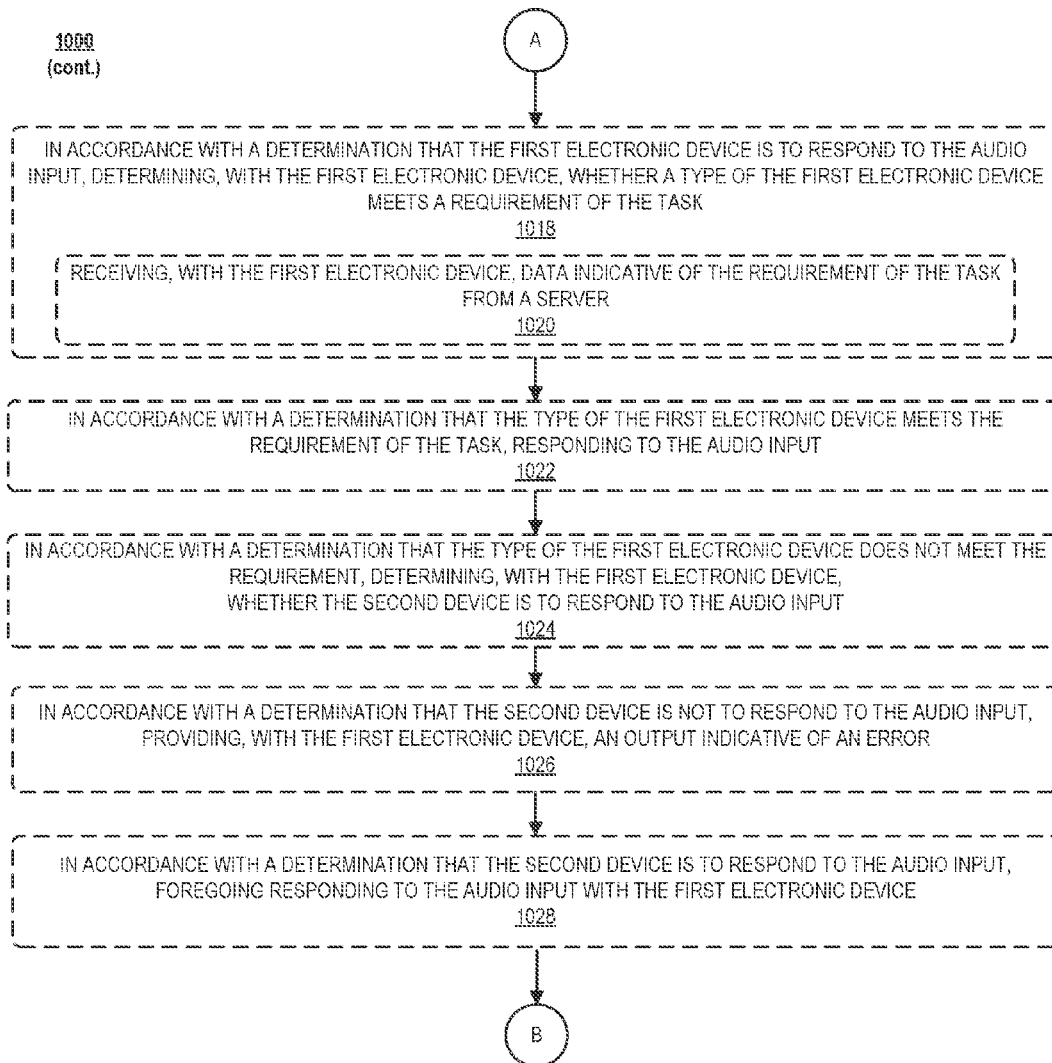 1000
(cont.)
A
IN ACCORDANCE WITH A DETERMINATION THAT THE FIRST ELECTRONIC DEVICE IS TO RESPOND TO THE AUDIO
INPUT, DETERMINING, WITH THE FIRST ELECTRONIC DEVICE, WHETHER A TYPE OF THE FIRST ELECTRONIC DEVICE
MEETS A REQUIREMENT OF THE TASK
1018
RECEIVING, WITH THE FIRST ELECTRONIC DEVICE, DATA INDICATIVE OF THE REQUIREMENT OF THE TASK
FROM A SERVER
1020
IN ACCORDANCE WITH A DETERMINATION THAT THE TYPE OF THE FIRST ELECTRONIC DEVICE MEETS THE
REQUIREMENT OF THE TASK, RESPONDING TO THE AUDIO INPUT
1022
IN ACCORDANCE WITH A DETERMINATION THAT THE TYPE OF THE FIRST ELECTRONIC DEVICE DOES NOT MEET THE
REQUIREMENT, DETERMINING, WITH THE FIRST ELECTRONIC DEVICE,
WHETHER THE SECOND DEVICE IS TO RESPOND TO THE AUDIO INPUT
1024
IN ACCORDANCE WITH A DETERMINATION THAT THE SECOND DEVICE IS NOT TO RESPOND TO THE AUDIO INPUT,
PROVIDING, WITH THE FIRST ELECTRONIC DEVICE, AN OUTPUT INDICATIVE OF AN ERROR
1026
IN ACCORDANCE WITH A DETERMINATION THAT THE SECOND DEVICE IS TO RESPOND TO THE AUDIO INPUT,
FOREGOING RESPONDING TO THE AUDIO INPUT WITH THE FIRST ELECTRONIC DEVICE
1028
B